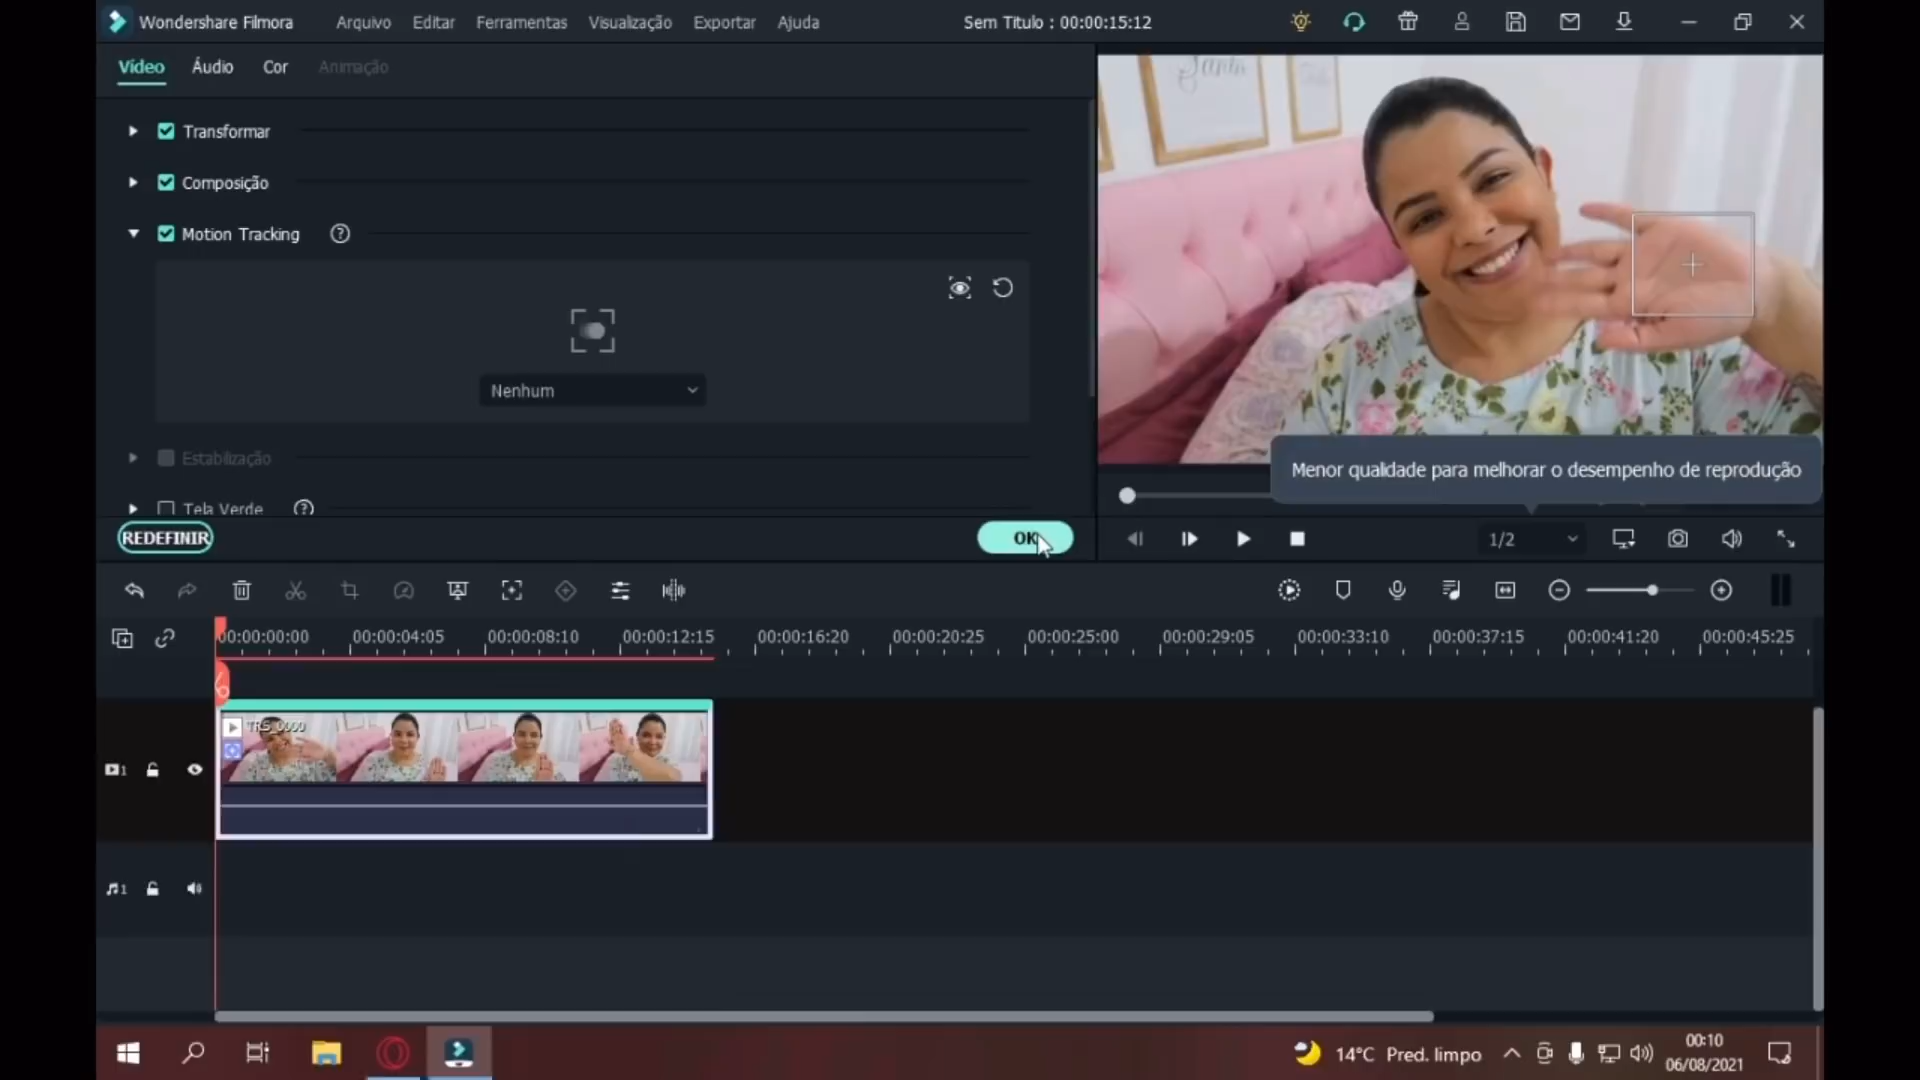 Wondershare Filmora Arquivo Editar Ferramentas Visualização Exportar Ajuda Sem Titulo : 00:00:15:12
Vídeo Áudio Cor Animação
Transformar
Composição
Motion Tracking
Nenhum
Estabilização
Tela Verde
REDEFINIR OK
Menor qualidade para melhorar o desempenho de reprodução
1/2
00:00:00:00 00:00:04:05 00:00:08:10 00:00:12:15 00:00:16:20 00:00:20:25 00:00:25:00 00:00:29:05 00:00:33:10 00:00:37:15 00:00:41:20 00:00:45:25
TRS_0000
1
1
14°C Pred. limpo
00:10
06/08/2021